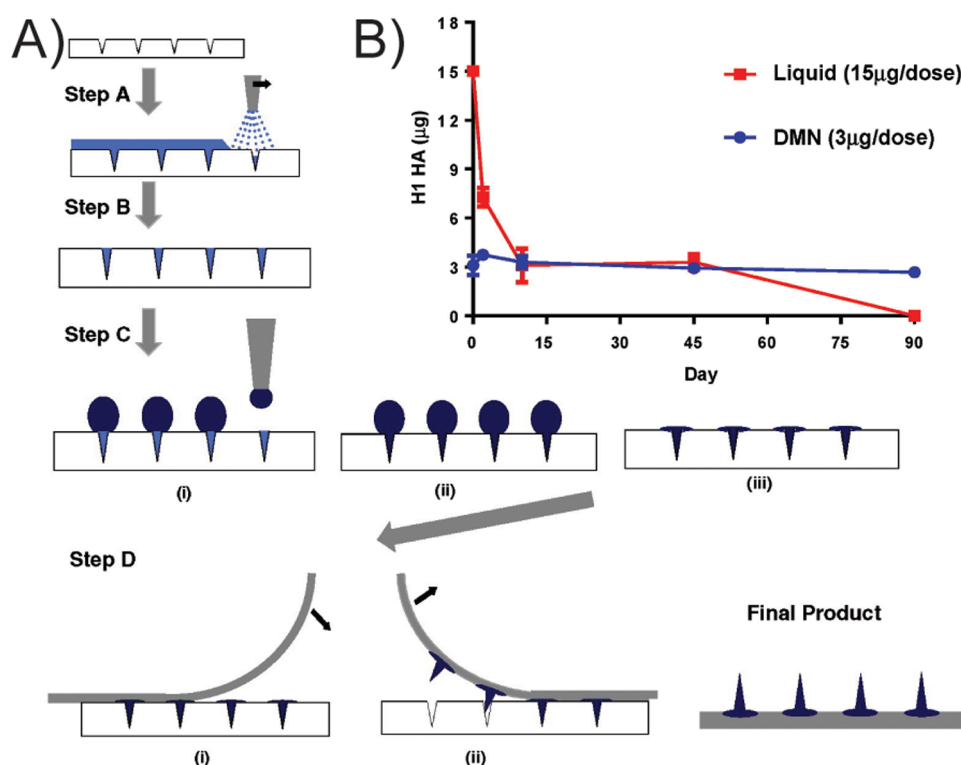 A)
Step A
Step B
Step C
(i)
(ii)
(iii)
Step D
(i)
(ii)
Final Product
B)
18
15
12
9
6
3
0
H1 HA (μg)
0
15
30
45
60
75
90
Day
Liquid (15μg/dose)
DMN (3μg/dose)